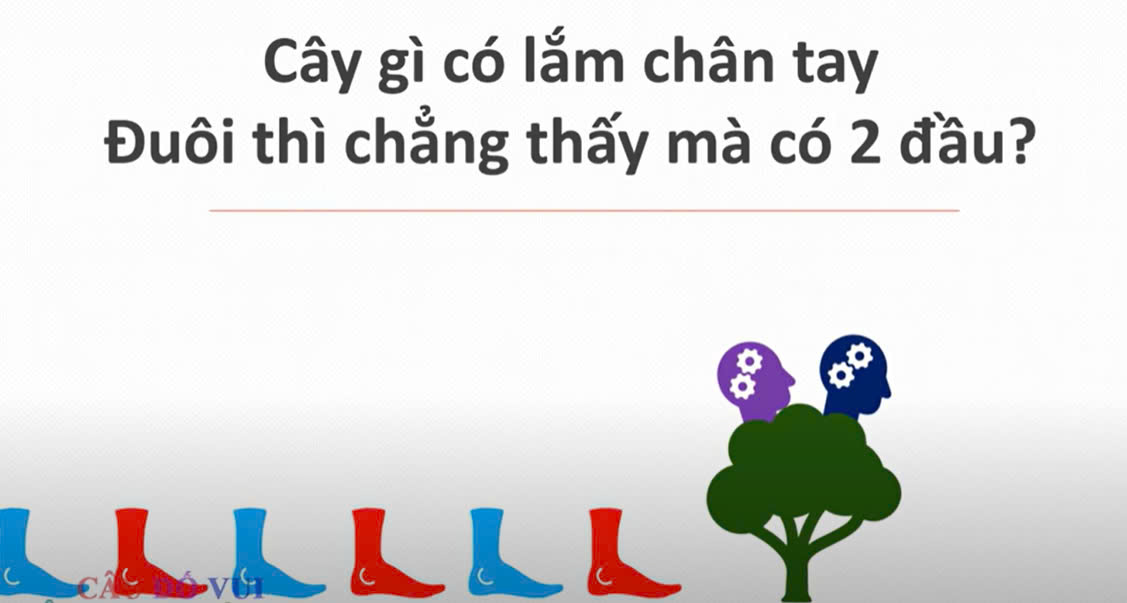 Cây gì có lắm chân tay
Đuôi thì chẳng thấy mà có 2 đầu?
CÂU ĐỐ VUI